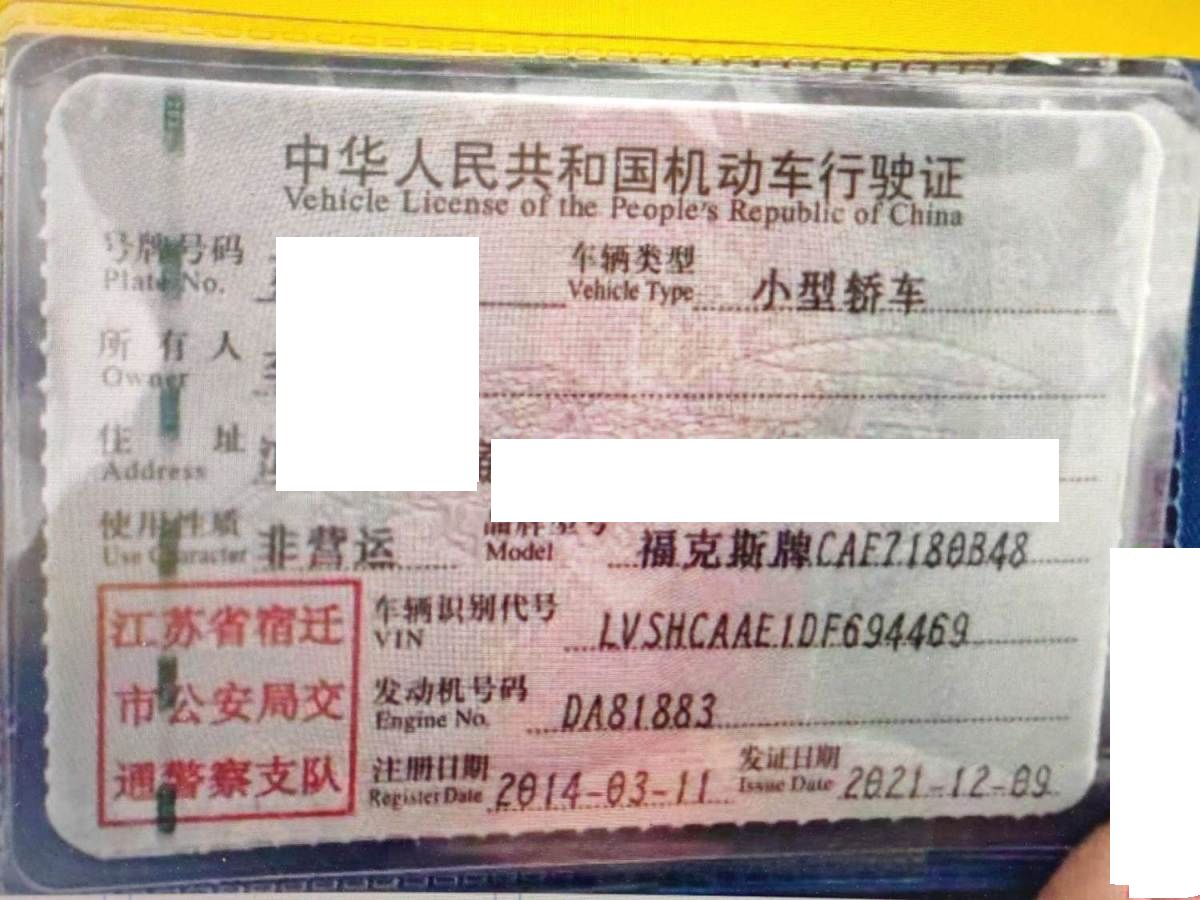 中华人民共和国机动车行驶证
Vehicle License of the People's Republic of China
号牌号码
Plate No.
车辆类型
Vehicle Type
小型轿车
所有人
Owner
住址
Address
使用性质
Use Character
非营运
品牌型号
Model
福克斯牌CAF7180B48
江苏省宿迁
市公安局交
通警察支队
车辆识别代号
VIN
LVSHCAAE1DF694469
发动机号码
Engine No.
DA81883
注册日期
Register Date
2014-03-11
发证日期
Issue Date
2021-12-09